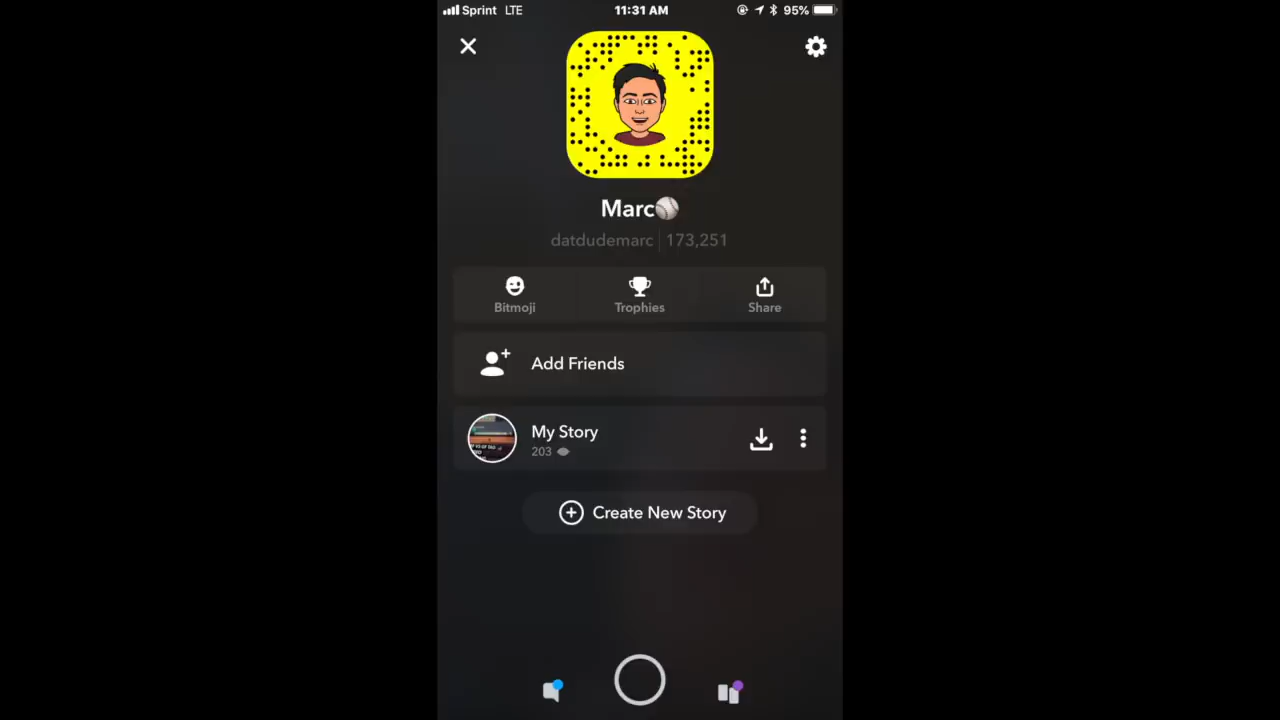 Sprint LTE 11:31 AM 95%
Marc⚾
datdudemarc 173,251
Bitmoji Trophies Share
Add Friends
My Story
203
Create New Story